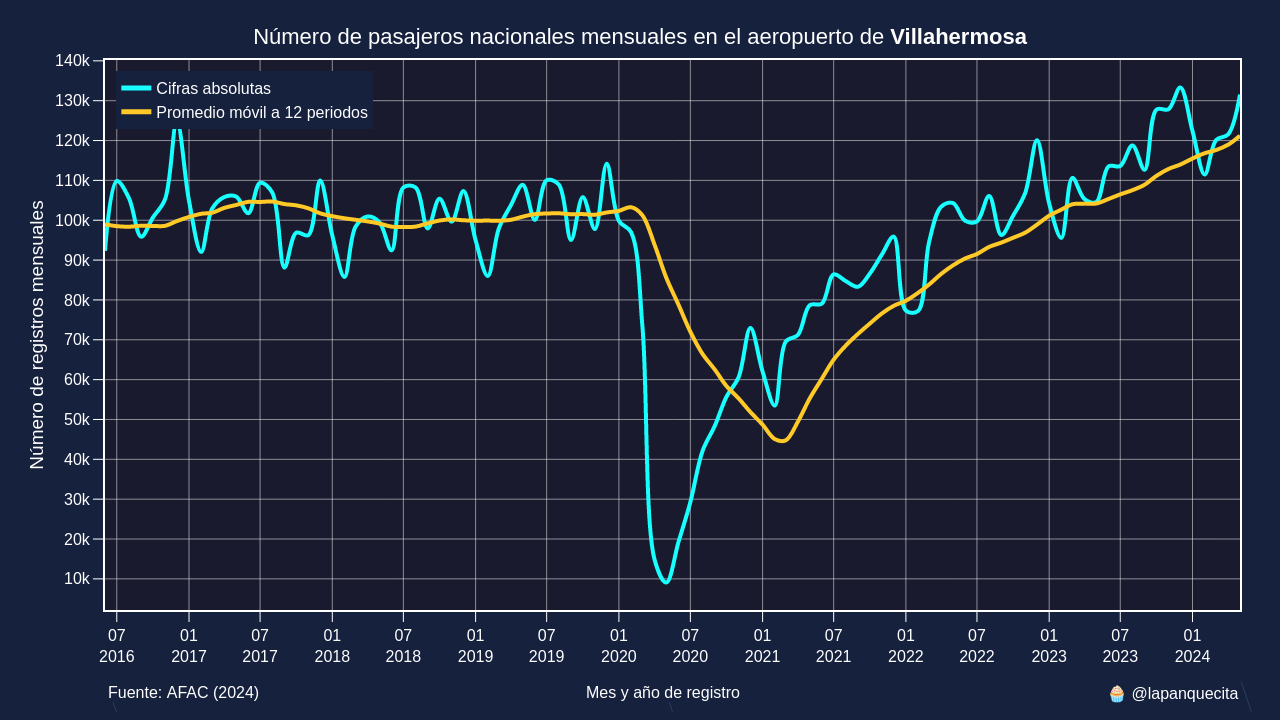 Número de pasajeros nacionales mensuales en el aeropuerto de Villahermosa
Cifras absolutas
Promedio móvil a 12 periodos
Número de registros mensuales
140k
130k
120k
110k
100k
90k
80k
70k
60k
50k
40k
30k
20k
10k
07 01 07 01 07 01 07 01 07 01 07 01 07 01 07 01
2016 2017 2017 2018 2018 2019 2019 2020 2020 2021 2021 2022 2022 2023 2023 2024
Fuente: AFAC (2024)
Mes y año de registro
🧁 @lapanquecita